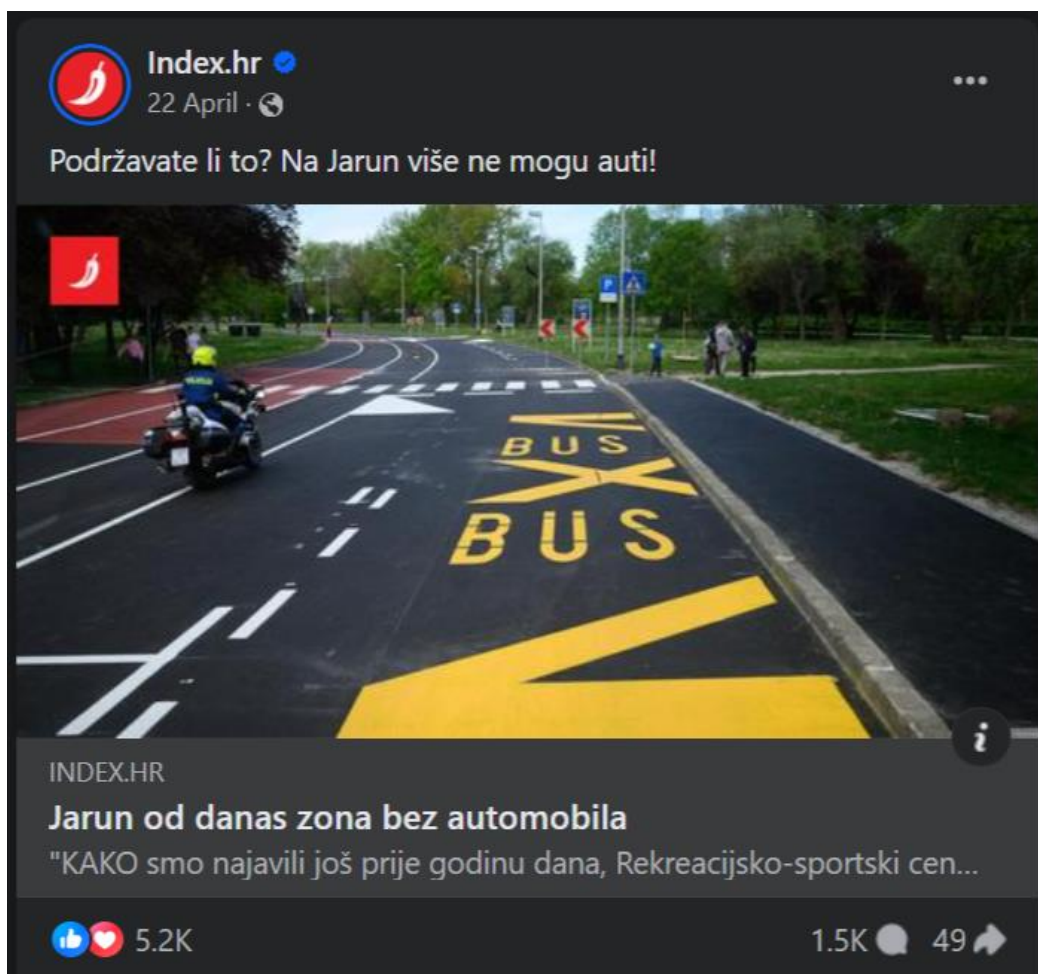 Index.hr
22 April ·
Podržavate li to? Na Jarun više ne mogu auti!
P
BUS
BUS
INDEX.HR
Jarun od danas zona bez automobila
"KAKO smo najavili još prije godinu dana, Rekreacijsko-sportski cen...
5.2K
1.5K
49